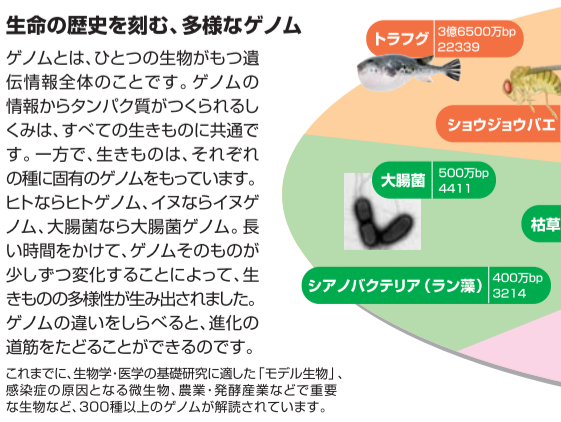 生命の歴史を刻む、多様なゲノム
ゲノムとは、ひとつの生物がもつ遺
伝情報全体のことです。ゲノムの
情報からタンパク質がつくられるし
くみは、すべての生きものに共通で
す。一方で、生きものは、それぞれ
の種に固有のゲノムをもっています。
ヒトならヒトゲノム、イヌならイヌゲ
ノム、大腸菌なら大腸菌ゲノム。長
い時間をかけて、ゲノムそのものが
少しずつ変化することによって、生
きものの多様性が生み出されました。
ゲノムの違いをしらべると、進化の
道筋をたどることができるのです。
これまでに、生物学・医学の基礎研究に適した「モデル生物」、
感染症の原因となる微生物、農業・発酵産業などで重要
な生物など、300種以上のゲノムが解読されています。
トラフグ
3億6500万bp
22339
ショウジョウバエ
大腸菌
500万bp
4411
枯草
シアノバクテリア（ラン藻）
400万bp
3214